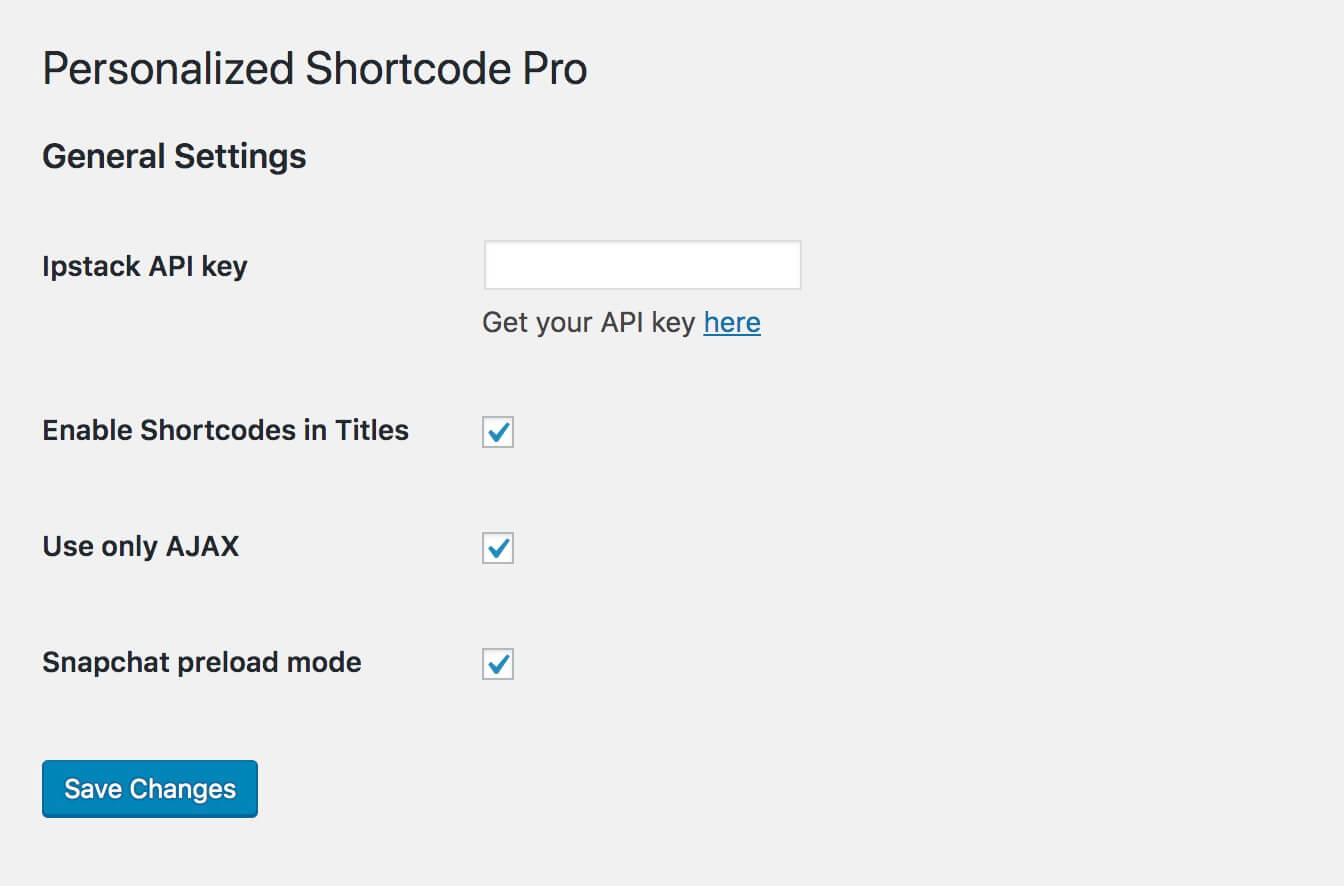 Personalized Shortcode Pro
General Settings
Ipstack API key
Get your API key here
Enable Shortcodes in Titles
Use only AJAX
Snapchat preload mode
Save Changes